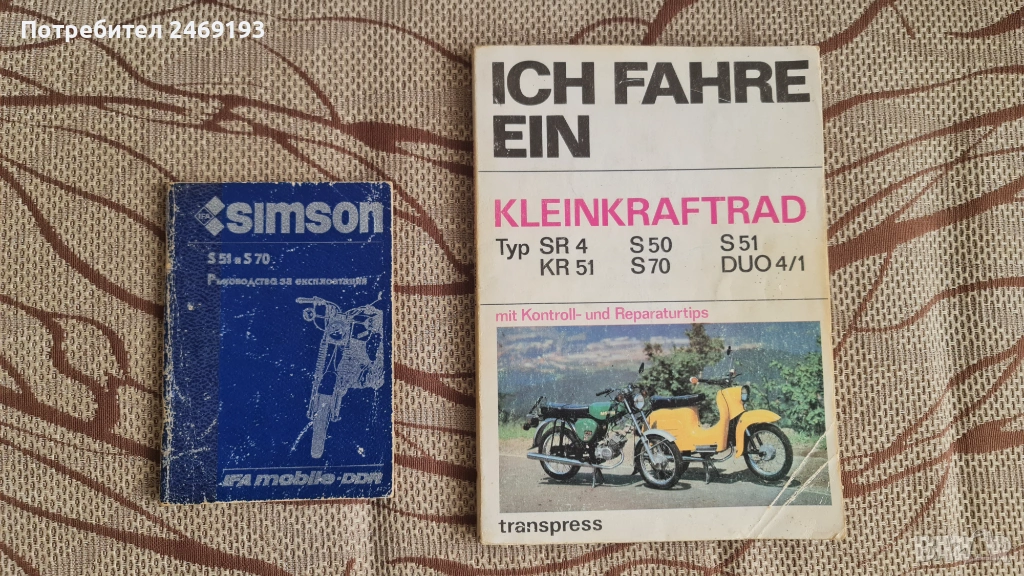 Потребител 2469193
IFA
SIMSON
S 51 и S 70
Ръководство за експлоатация
IFA mobile-DDR
ICH FAHRE
EIN
KLEINKRAFTRAD
Typ SR 4 S 50 S 51
KR 51 S 70 DUO 4/1
mit Kontroll- und Reparaturtips
transpress